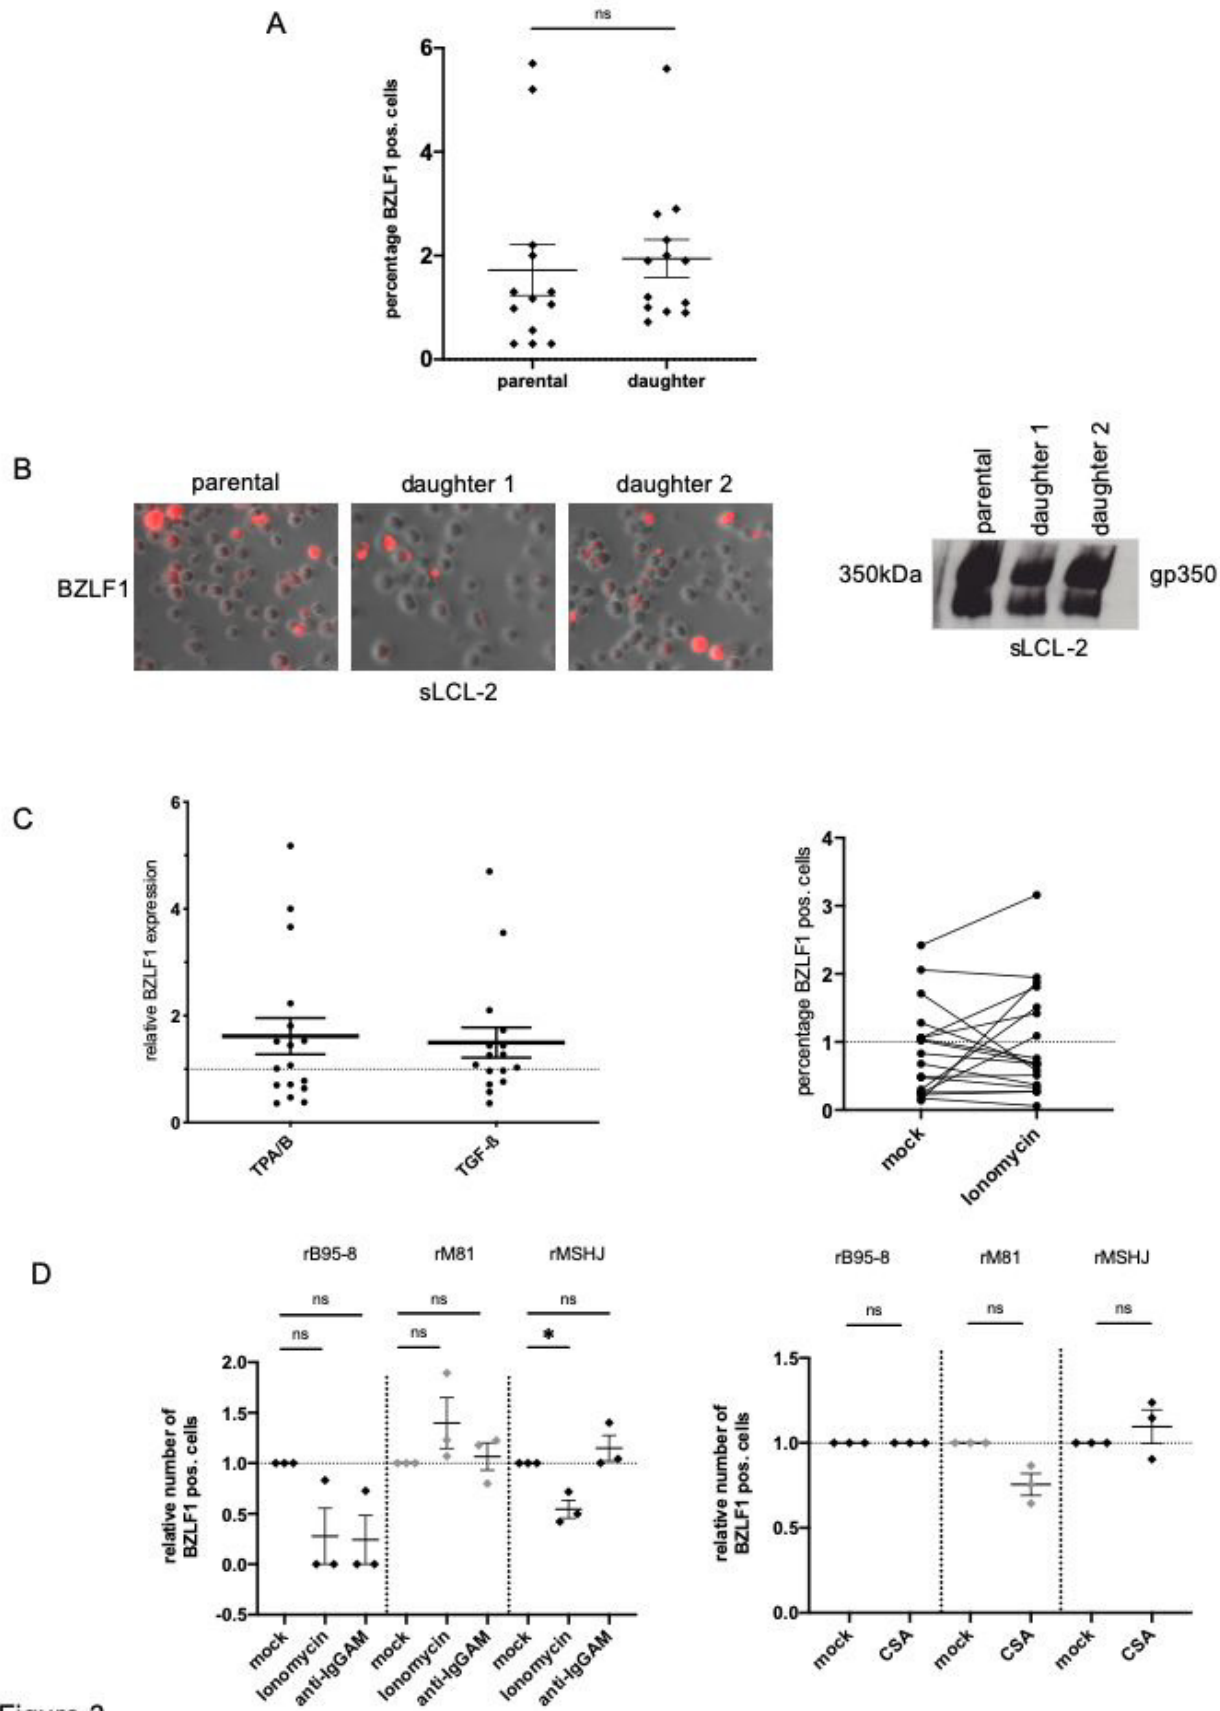 A
ns
percentage BZLF1 pos. cells
6
4
2
0
parental
daughter
B
parental
daughter 1
daughter 2
BZLF1
sLCL-2
parental
daughter 1
daughter 2
350kDa
gp350
sLCL-2
C
relative BZLF1 expression
6
4
2
0
TPA/B
TGF-ß
percentage BZLF1 pos. cells
4
3
2
1
0
mock
Ionomycin
D
rB95-8
rM81
rMSHJ
ns
ns
ns
ns
ns
*
relative number of
BZLF1 pos. cells
2.0
1.5
1.0
0.5
0.0
-0.5
mock
Ionomycin
anti-IgGAM
mock
Ionomycin
anti-IgGAM
mock
Ionomycin
anti-IgGAM
rB95-8
rM81
rMSHJ
ns
ns
ns
relative number of
BZLF1 pos. cells
1.5
1.0
0.5
0.0
mock
CSA
mock
CSA
mock
CSA